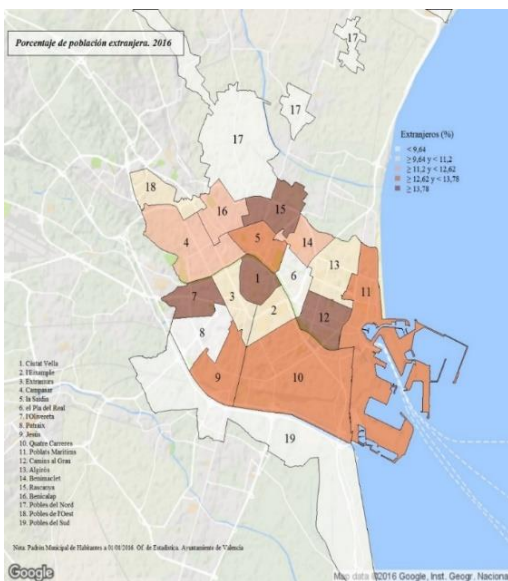 Porcentaje de población extranjera. 2016
17
17
17
Extranjeros (%)
< 9,64
≥ 9,64 y < 11,2
≥ 11,2 y < 12,62
≥ 12,62 y < 13,78
≥ 13,78
18
16
15
4
5
14
6
13
1
11
7
3
2
12
8
9
10
19
1. Ciutat Vella
2. l'Eixample
3. Extramurs
4. Campanar
5. la Saidia
6. el Pla del Real
7. l'Olivereta
8. Patraix
9. Jesús
10. Quatre Carreres
11. Poblats Marítims
12. Camins al Grau
13. Algirós
14. Benimaclet
15. Rascanya
16. Benicalap
17. Pobles del Nord
18. Pobles de l'Oest
19. Pobles del Sud
Nota: Padrón Municipal de Habitantes a 01/01/2016. Of. de Estadística. Ayuntamiento de Valencia
Google
Map data ©2016 Google, Inst. Geogr. Naciona